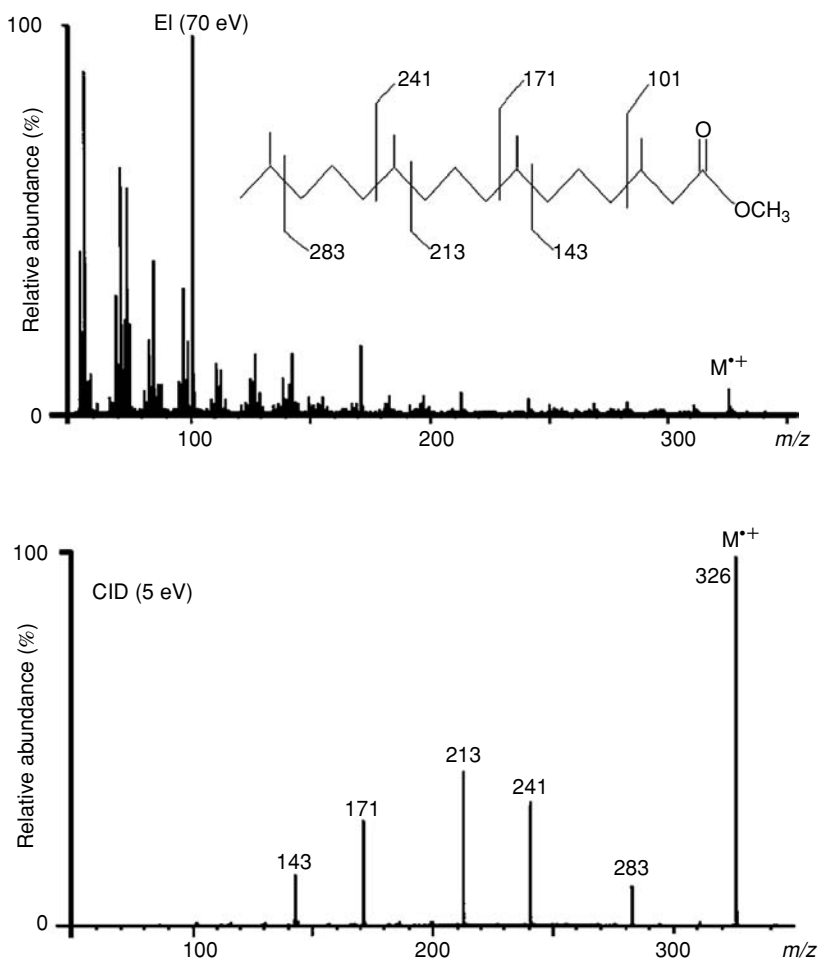 100
EI (70 eV)
Relative abundance (%)
241
171
101
O
OCH3
283
213
143
M•+
0
100
200
300
m/z
100
M•+
326
CID (5 eV)
Relative abundance (%)
213
241
171
143
283
0
100
200
300
m/z